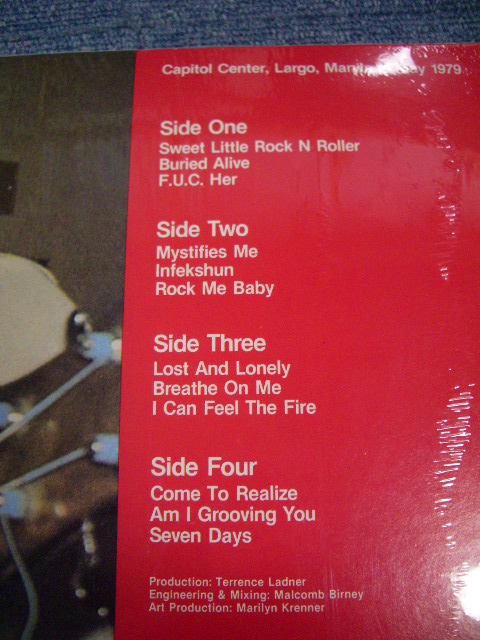 Capitol Center, Largo, 1979
Side One
Sweet Little Rock N Roller
Buried Alive
F.U.C. Her
Side Two
Mystifies Me
Infekshun
Rock Me Baby
Side Three
Lost And Lonely
Breathe On Me
I Can Feel The Fire
Side Four
Come To Realize
Am I Grooving You
Seven Days
Production: Terrence Ladner
Engineering & Mixing: Malcomb Birney
Art Production: Marilyn Krenner